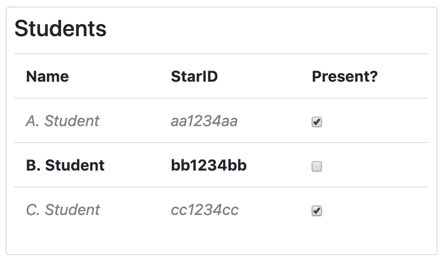 Students
Name StarID Present?
A. Student aa1234aa
B. Student bb1234bb
C. Student cc1234cc